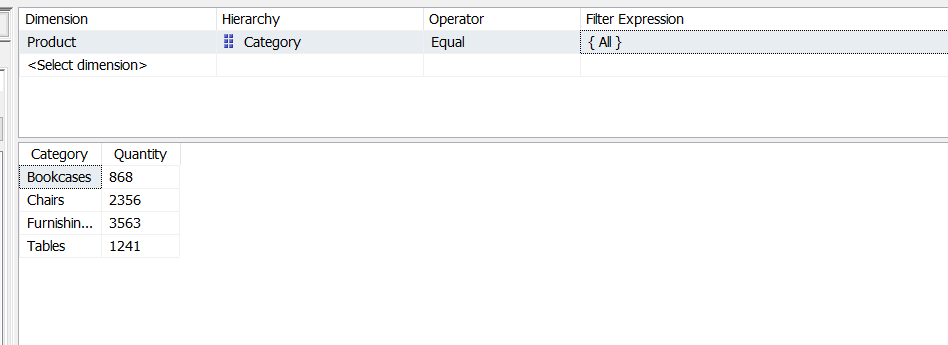 Dimension Hierarchy Operator Filter Expression
Product Category Equal { All }
<Select dimension>
Category Quantity
Bookcases 868
Chairs 2356
Furnishin... 3563
Tables 1241